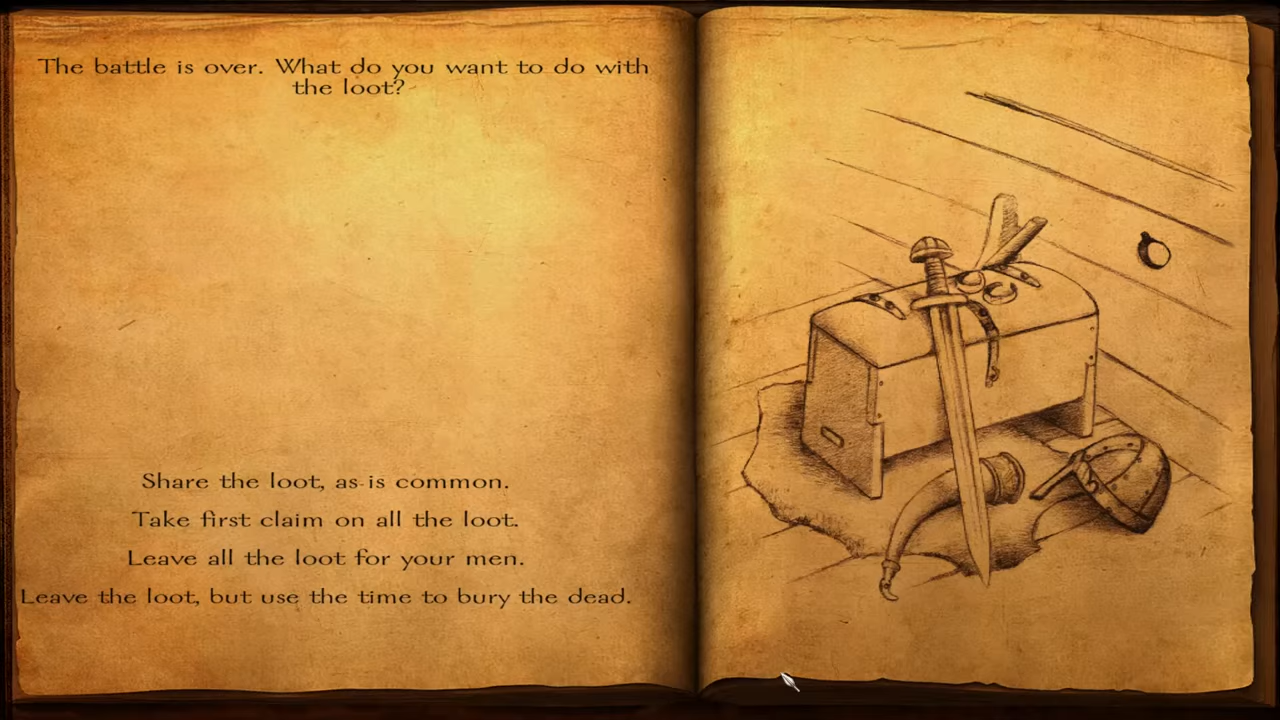 The battle is over. What do you want to do with
the loot?
Share the loot, as is common.
Take first claim on all the loot.
Leave all the loot for your men.
Leave the loot, but use the time to bury the dead.